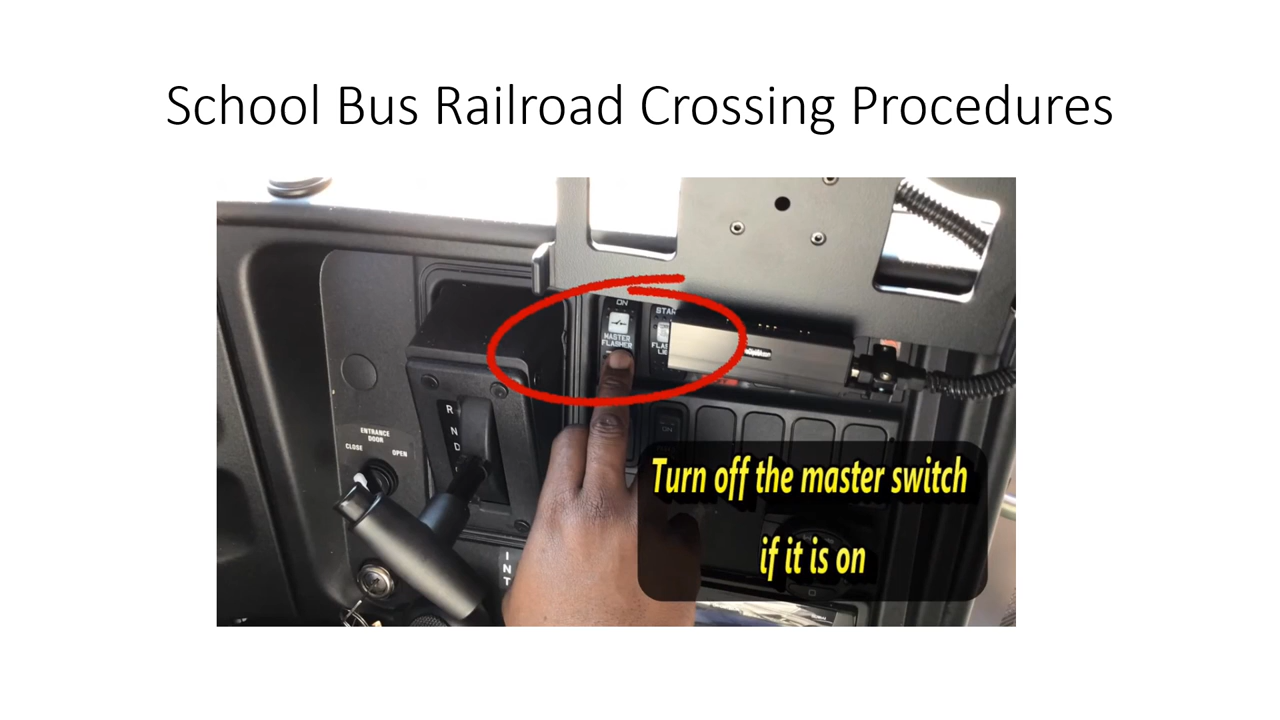 School Bus Railroad Crossing Procedures
ON
MASTER
FLASHER
R
N
D
ENTRANCE
DOOR
CLOSE
OPEN
ON
I
N
T
Turn off the master switch
if it is on